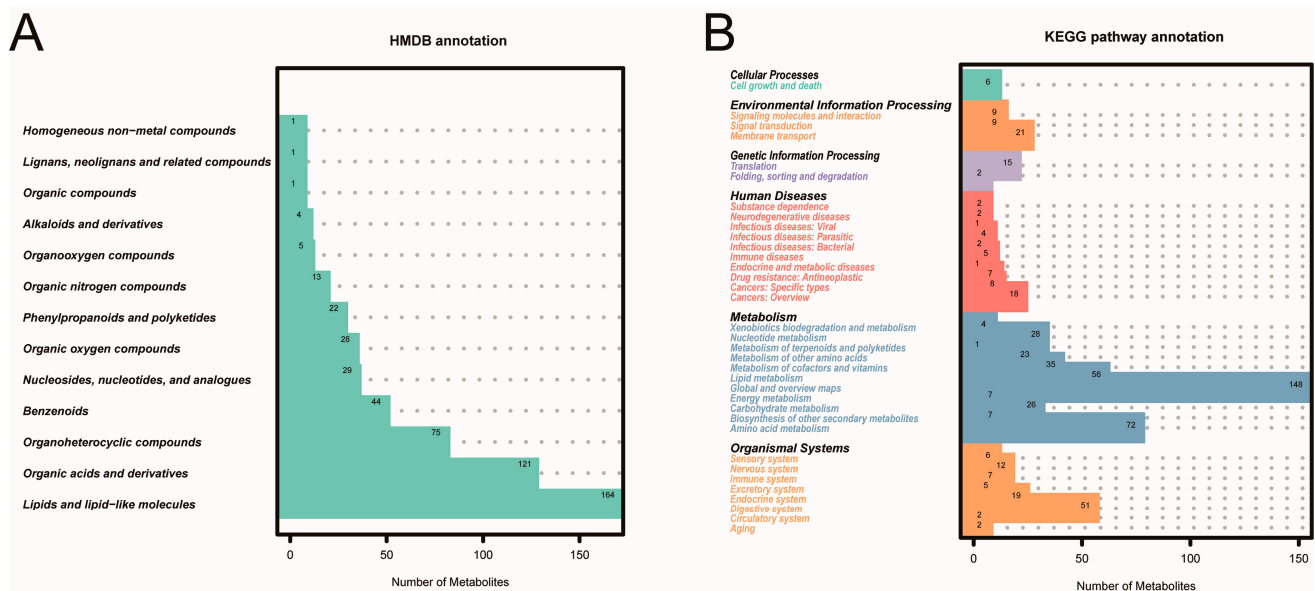 A
HMDB annotation
Homogeneous non−metal compounds
1
Lignans, neolignans and related compounds
1
Organic compounds
1
Alkaloids and derivatives
4
Organooxygen compounds
5
Organic nitrogen compounds
13
Phenylpropanoids and polyketides
22
Organic oxygen compounds
28
Nucleosides, nucleotides, and analogues
29
Benzenoids
44
Organoheterocyclic compounds
75
Organic acids and derivatives
121
Lipids and lipid−like molecules
164
0 50 100 150
Number of Metabolites
B
KEGG pathway annotation
Cellular Processes
Cell growth and death
6
Environmental Information Processing
Signaling molecules and interaction
9
Signal transduction
9
Membrane transport
21
Genetic Information Processing
Translation
15
Folding, sorting and degradation
2
Human Diseases
Substance dependence
2
Neurodegenerative diseases
2
Infectious diseases: Viral
1
Infectious diseases: Parasitic
4
Infectious diseases: Bacterial
2
Immune diseases
5
Endocrine and metabolic diseases
1
Drug resistance: Antineoplastic
7
Cancers: Specific types
8
Cancers: Overview
18
Metabolism
Xenobiotics biodegradation and metabolism
4
Nucleotide metabolism
28
Metabolism of terpenoids and polyketides
1
Metabolism of other amino acids
23
Metabolism of cofactors and vitamins
35
Lipid metabolism
56
Global and overview maps
148
Energy metabolism
7
Carbohydrate metabolism
26
Biosynthesis of other secondary metabolites
7
Amino acid metabolism
72
Organismal Systems
Sensory system
6
Nervous system
12
Immune system
7
Excretory system
5
Endocrine system
19
Digestive system
51
Circulatory system
2
Aging
2
0 50 100 150
Number of Metabolites